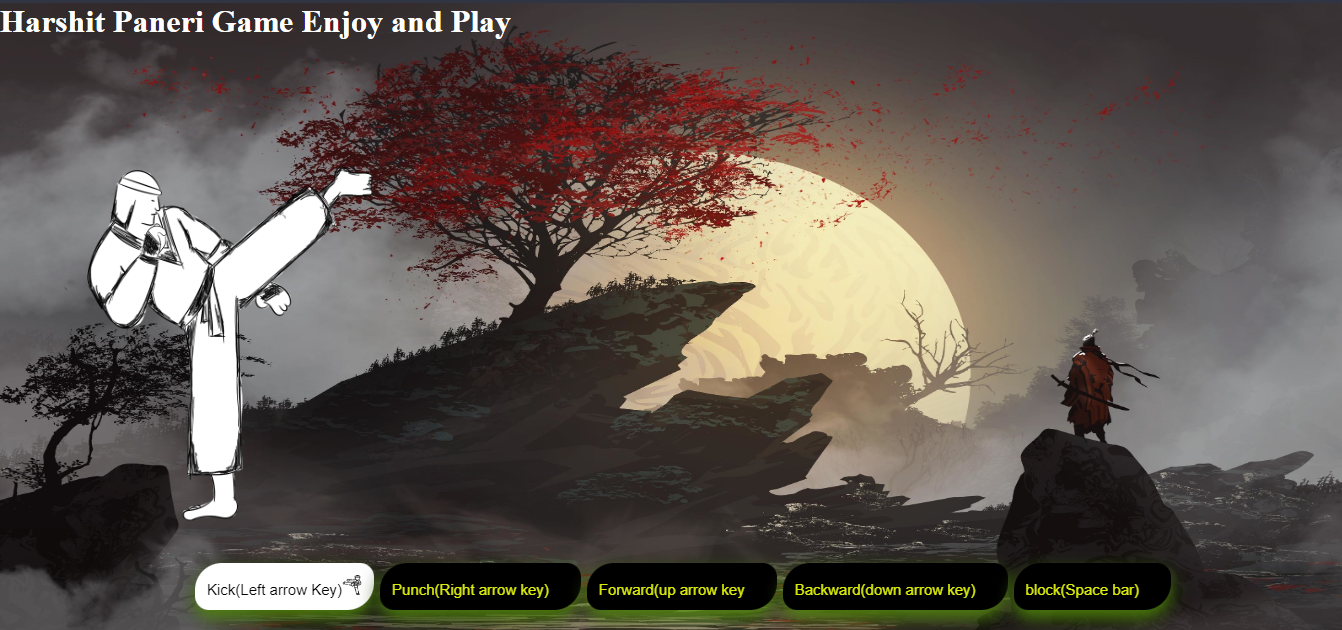 Harshit Paneri Game Enjoy and Play
Kick(Left arrow Key)
Punch(Right arrow key)
Forward(up arrow key
Backward(down arrow key)
block(Space bar)